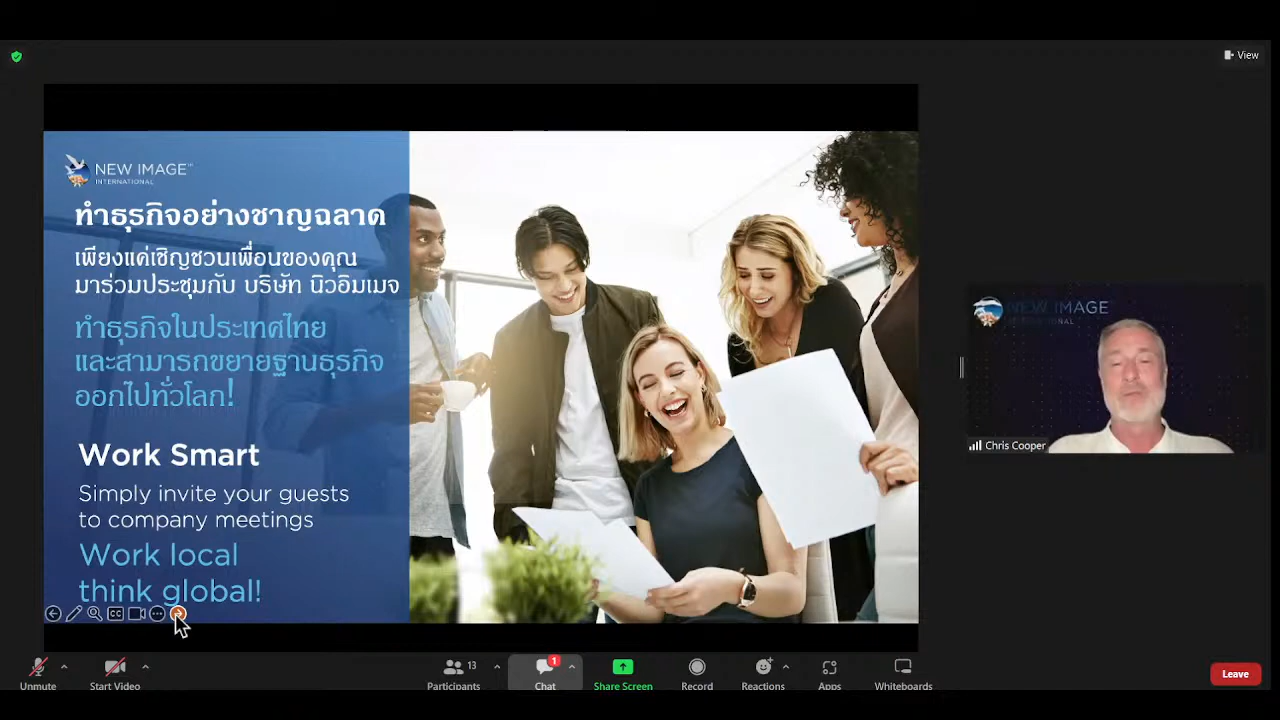 View
NEW IMAGE™
INTERNATIONAL
ทำธุรกิจอย่างชาญฉลาด
เพียงแค่เชิญชวนเพื่อนของคุณ
มาร่วมประชุมกับ บริษัท นิวอิมเมจ
ทำธุรกิจในประเทศไทย
และสามารถขยายฐานธุรกิจ
ออกไปทั่วโลก!
Work Smart
Simply invite your guests
to company meetings
Work local
think global!
CC
NEW IMAGE
INTERNATIONAL
Chris Cooper
13
1
Unmute
Start Video
Participants
Chat
Share Screen
Record
Reactions
Apps
Whiteboards
Leave